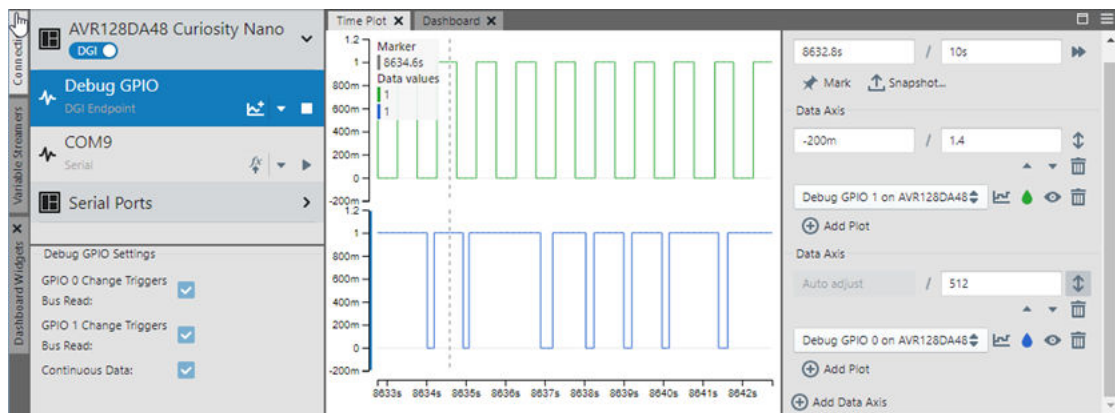 Connecti
Variable Streamers
Dashboard Widgets
AVR128DA48 Curiosity Nano
DGI
Debug GPIO
DGI Endpoint
COM9
Serial
fx
Serial Ports
Debug GPIO Settings
GPIO 0 Change Triggers
Bus Read:
GPIO 1 Change Triggers
Bus Read:
Continuous Data:
Time Plot
Dashboard
1.2
1
800m
600m
400m
200m
0
-200m
Marker
8634.6s
Data values
1
1
1.2
1
800m
600m
400m
200m
0
-200m
8633s 8634s 8635s 8636s 8637s 8638s 8639s 8640s 8641s 8642s
8632.8s / 10s
Mark Snapshot...
Data Axis
-200m / 1.4
Debug GPIO 1 on AVR128DA48
Add Plot
Data Axis
Auto adjust / 512
Debug GPIO 0 on AVR128DA48
Add Plot
Add Data Axis